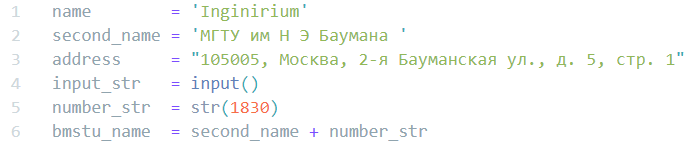 1 name        = 'Inginirium'
2 second_name = 'МГТУ им Н Э Баумана '
3 address     = "105005, Москва, 2-я Бауманская ул., д. 5, стр. 1"
4 input_str   = input()
5 number_str  = str(1830)
6 bmstu_name  = second_name + number_str